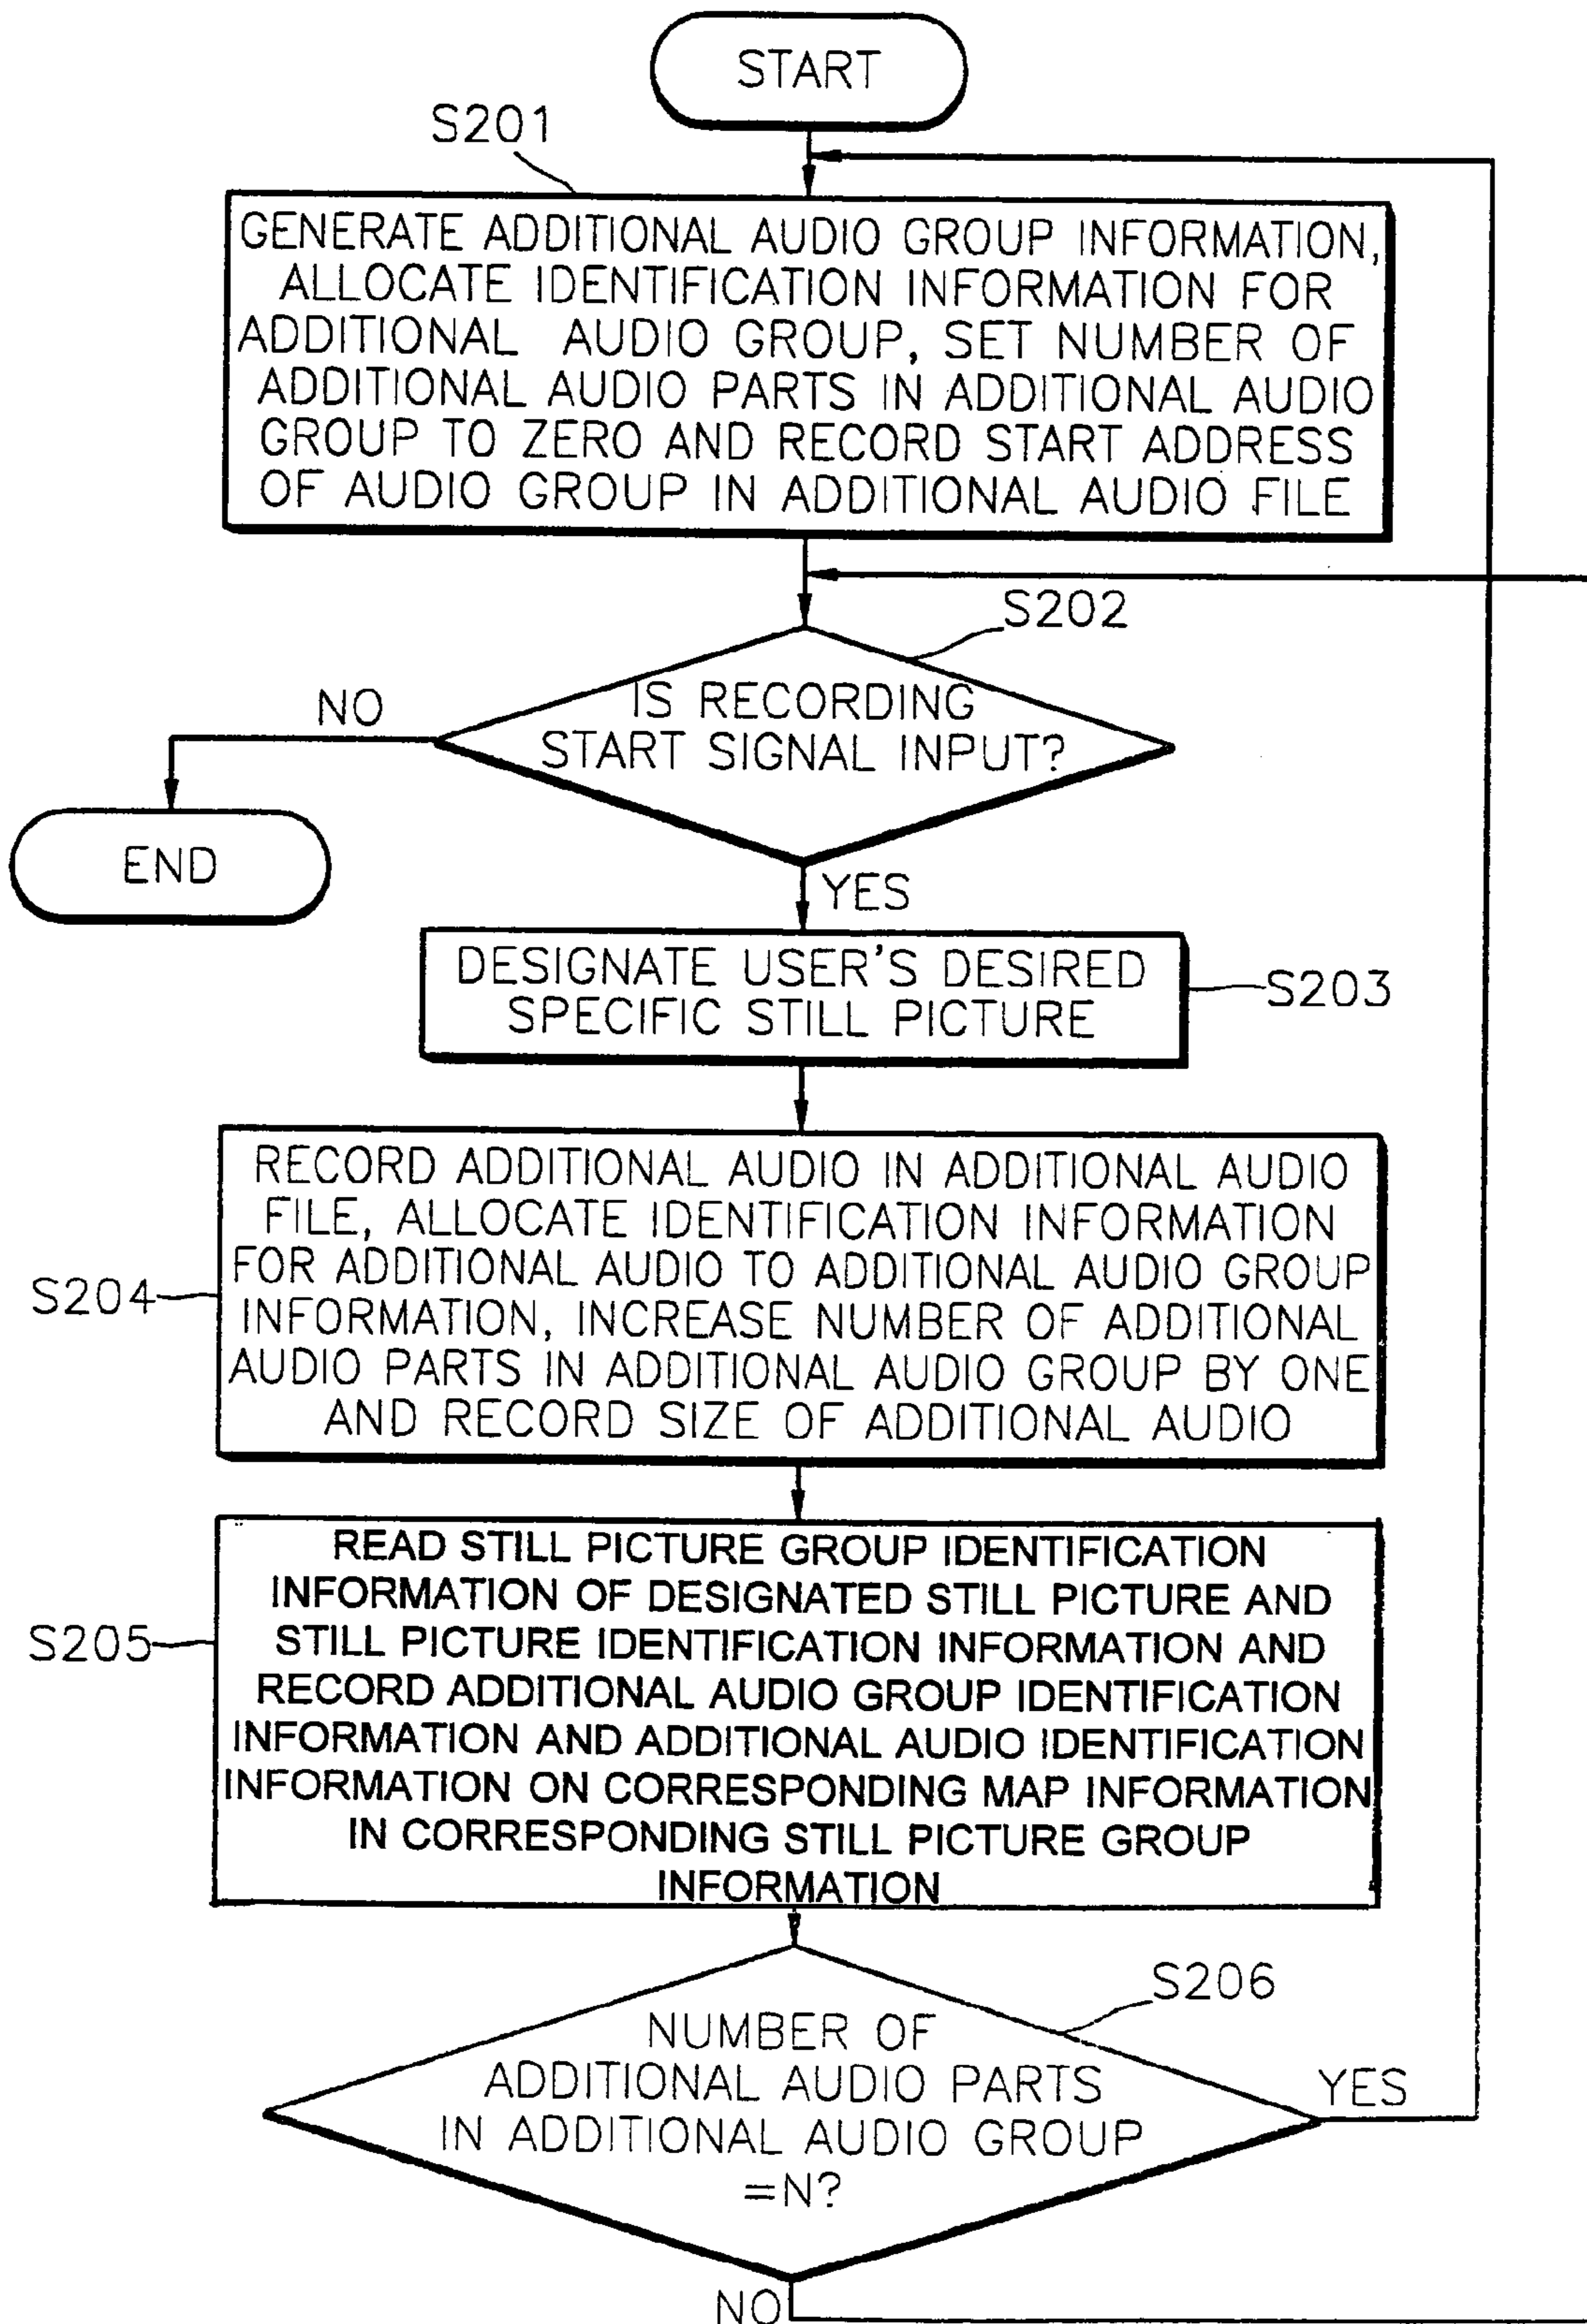 START
S201
GENERATE ADDITIONAL AUDIO GROUP INFORMATION,
ALLOCATE IDENTIFICATION INFORMATION FOR
ADDITIONAL AUDIO GROUP, SET NUMBER OF
ADDITIONAL AUDIO PARTS IN ADDITIONAL AUDIO
GROUP TO ZERO AND RECORD START ADDRESS
OF AUDIO GROUP IN ADDITIONAL AUDIO FILE
S202
IS RECORDING
START SIGNAL INPUT?
NO
END
YES
DESIGNATE USER'S DESIRED
SPECIFIC STILL PICTURE
S203
RECORD ADDITIONAL AUDIO IN ADDITIONAL AUDIO
FILE, ALLOCATE IDENTIFICATION INFORMATION
FOR ADDITIONAL AUDIO TO ADDITIONAL AUDIO GROUP
INFORMATION, INCREASE NUMBER OF ADDITIONAL
AUDIO PARTS IN ADDITIONAL AUDIO GROUP BY ONE
AND RECORD SIZE OF ADDITIONAL AUDIO
S204
READ STILL PICTURE GROUP IDENTIFICATION
INFORMATION OF DESIGNATED STILL PICTURE AND
STILL PICTURE IDENTIFICATION INFORMATION AND
RECORD ADDITIONAL AUDIO GROUP IDENTIFICATION
INFORMATION AND ADDITIONAL AUDIO IDENTIFICATION
INFORMATION ON CORRESPONDING MAP INFORMATION
IN CORRESPONDING STILL PICTURE GROUP
INFORMATION
S205
S206
NUMBER OF
ADDITIONAL AUDIO PARTS
IN ADDITIONAL AUDIO GROUP
=N?
YES
NO